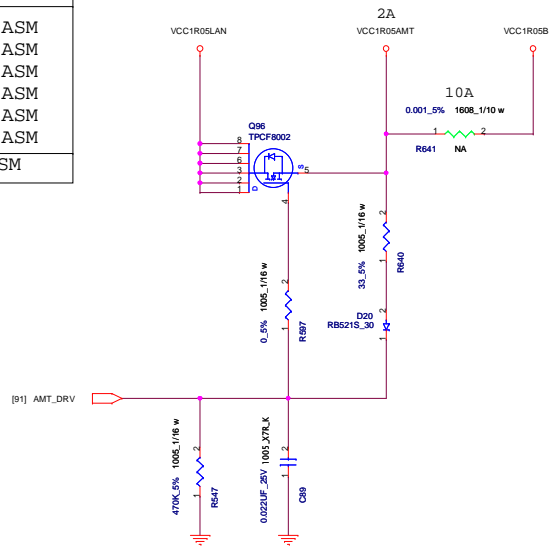 ASM
ASM
ASM
ASM
ASM
ASM
SM
2A
VCC1R05LAN
VCC1R05AMT
VCC1R05B
10A
0.001_5% 1608_1/10 w
1 2
R641 NA
Q96
TPCF8002
8
7
6
3
2
1
D
S
5
4
2
0_5% 1005_1/16 w
1
R597
2
33_5% 1005_1/16 w
1
R640
D20
RB521S_30
2
1
[91] AMT_DRV
2
470K_5% 1005_1/16 w
1
R547
2
0.022UF_25V 1005_X7R_K
1
C89